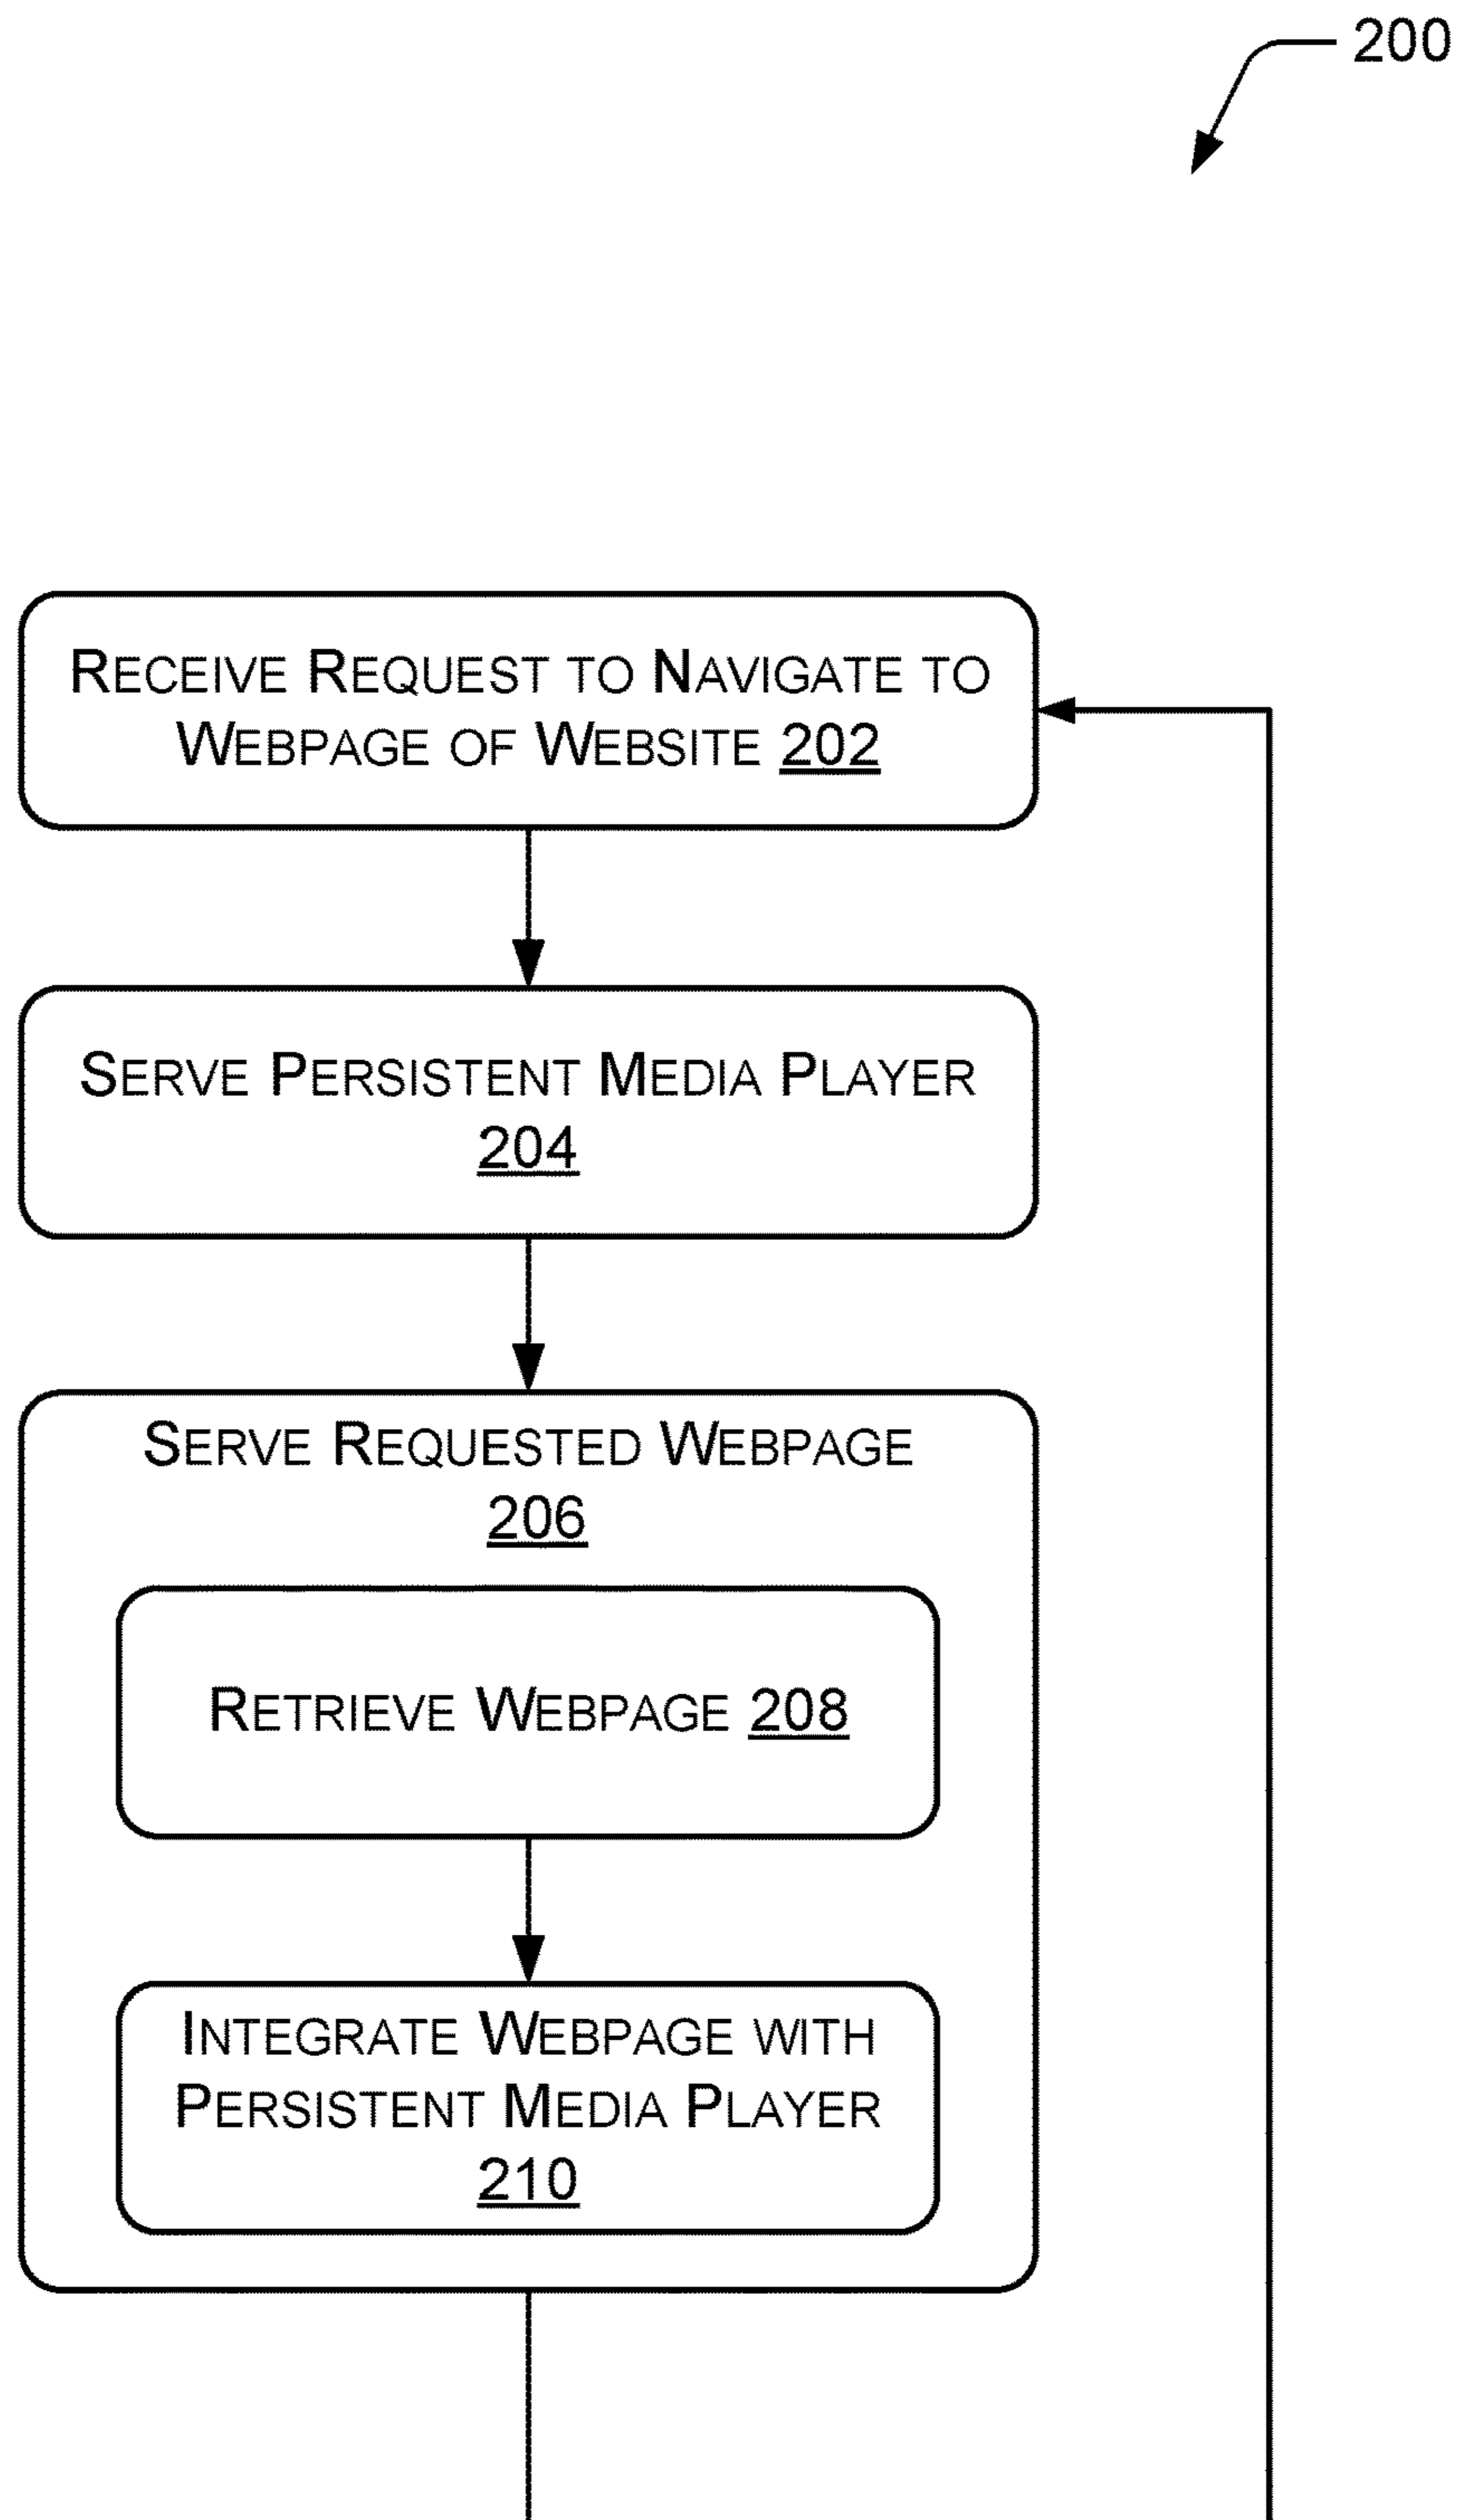 200
RECEIVE REQUEST TO NAVIGATE TO
WEBPAGE OF WEBSITE 202
SERVE PERSISTENT MEDIA PLAYER
204
SERVE REQUESTED WEBPAGE
206
RETRIEVE WEBPAGE 208
INTEGRATE WEBPAGE WITH
PERSISTENT MEDIA PLAYER
210